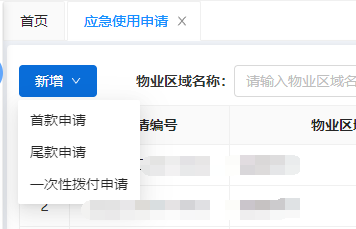 首页 应急使用申请
新增 物业区域名称： 请输入物业区域名
首款申请
尾款申请
一次性拨付申请
请编号 物业区
2